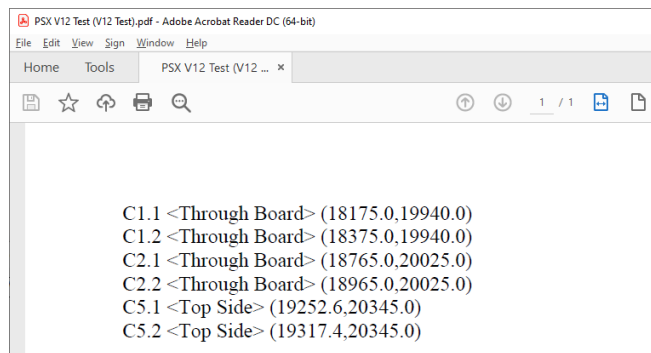 PSX V12 Test (V12 Test).pdf - Adobe Acrobat Reader DC (64-bit)
File Edit View Sign Window Help
Home Tools PSX V12 Test (V12 ... ×
1 / 1
C1.1 <Through Board> (18175.0,19940.0)
C1.2 <Through Board> (18375.0,19940.0)
C2.1 <Through Board> (18765.0,20025.0)
C2.2 <Through Board> (18965.0,20025.0)
C5.1 <Top Side> (19252.6,20345.0)
C5.2 <Top Side> (19317.4,20345.0)